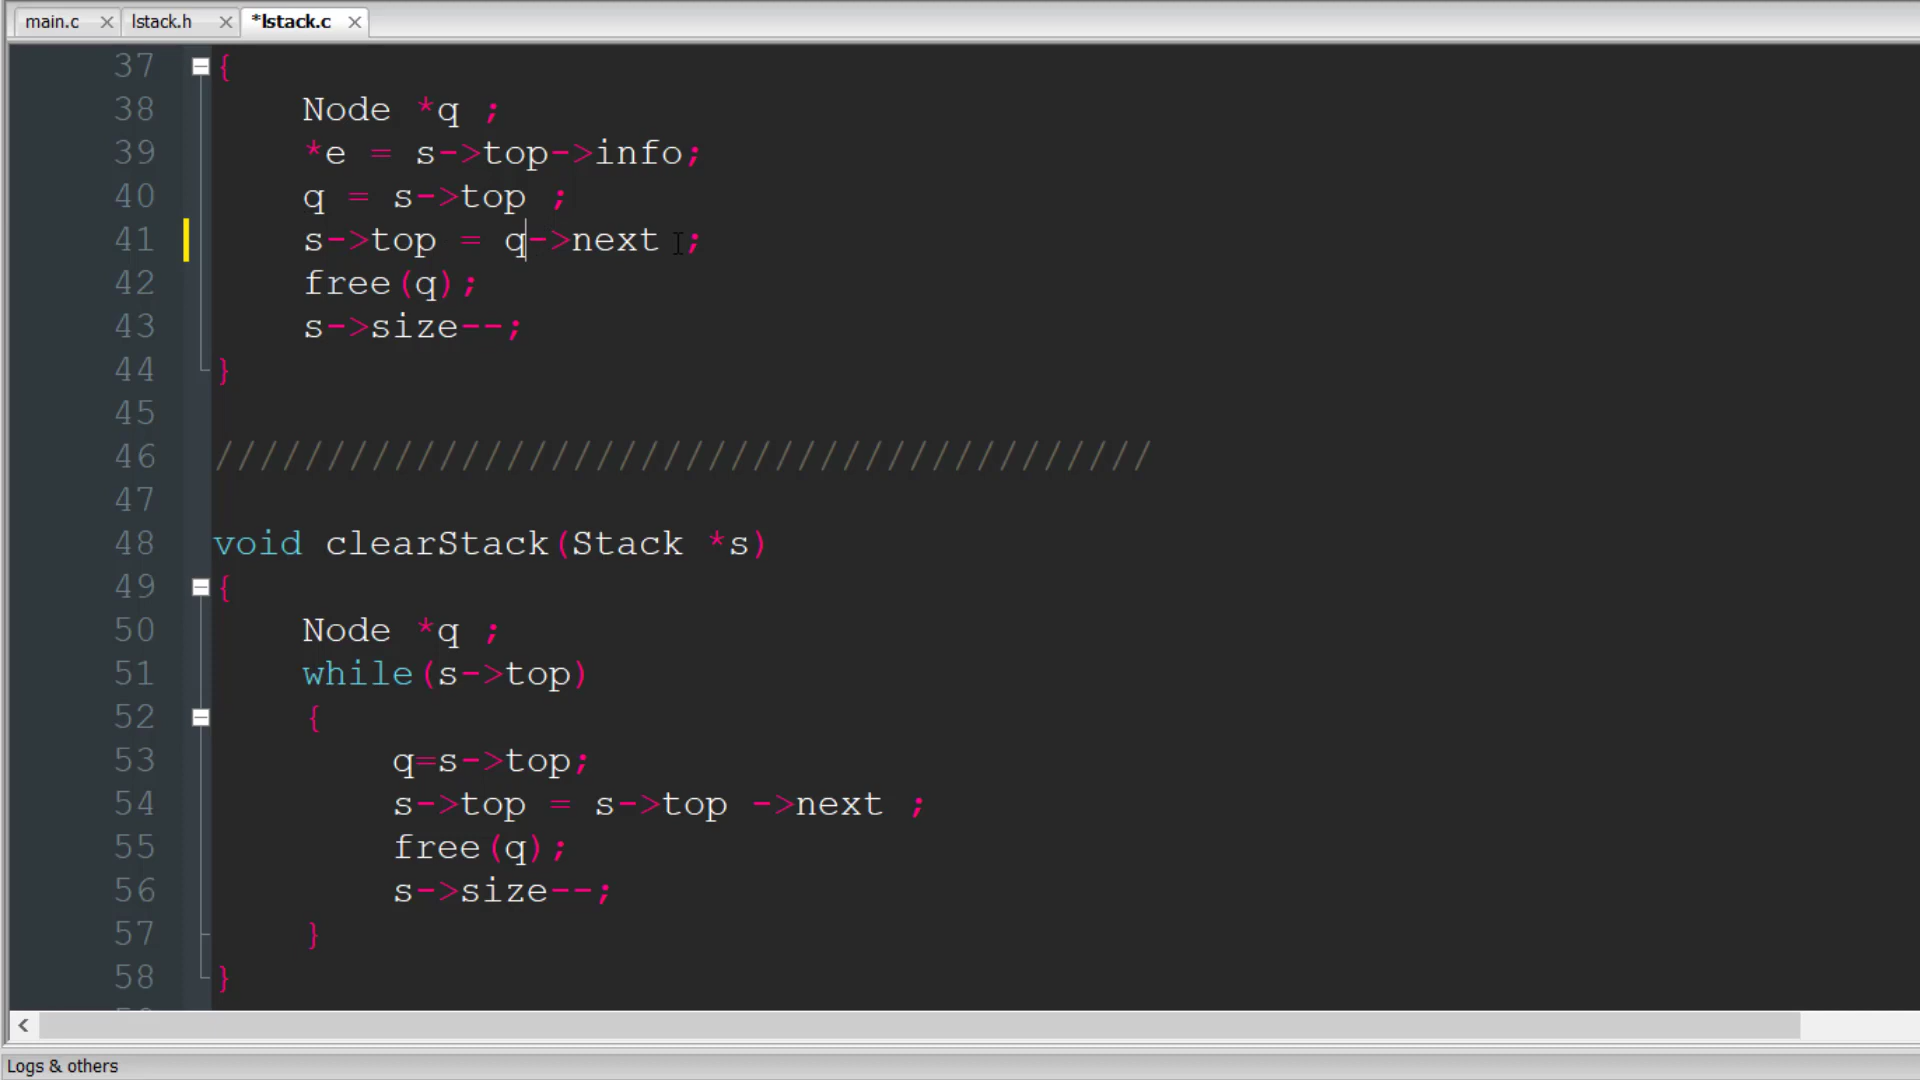 main.c lstack.h *lstack.c
37 {
38 Node *q ;
39 *e = s->top->info;
40 q = s->top ;
41 s->top = q->next ;
42 free(q);
43 s->size--;
44 }
45
46 //////////////////////////////////////////
47
48 void clearStack(Stack *s)
49 {
50 Node *q ;
51 while(s->top)
52 {
53 q=s->top;
54 s->top = s->top ->next ;
55 free(q);
56 s->size--;
57 }
58 }
Logs & others